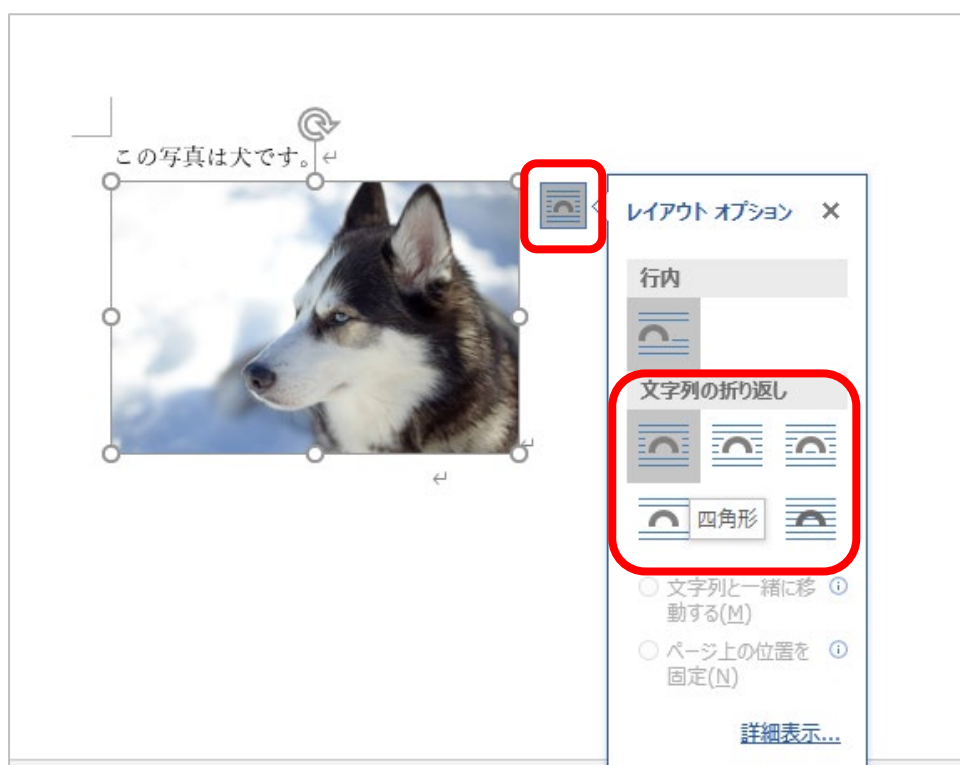 この写真は犬です。
レイアウト オプション
行内
文字列の折り返し
四角形
文字列と一緒に移
動する(M)
ページ上の位置を
固定(N)
詳細表示...